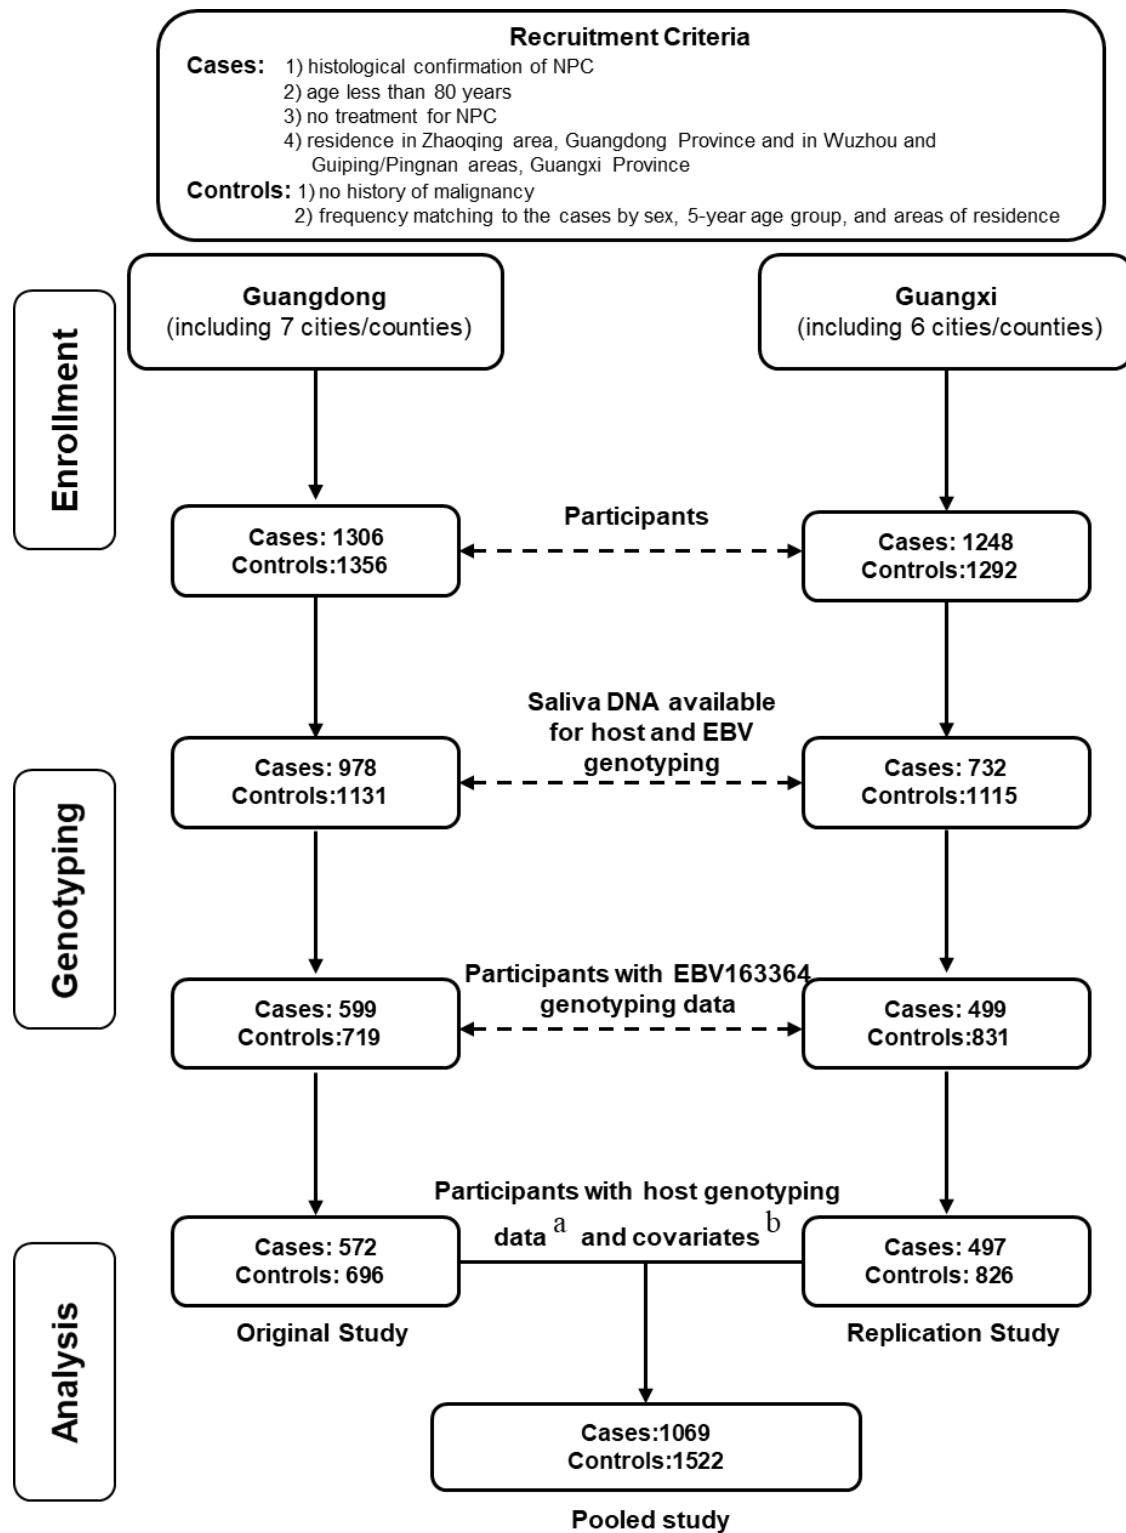 Recruitment Criteria
Cases: 1) histological confirmation of NPC
2) age less than 80 years
3) no treatment for NPC
4) residence in Zhaoqing area, Guangdong Province and in Wuzhou and
Guiping/Pingnan areas, Guangxi Province
Controls: 1) no history of malignancy
2) frequency matching to the cases by sex, 5-year age group, and areas of residence
Enrollment
Guangdong
(including 7 cities/counties)
Guangxi
(including 6 cities/counties)
Cases: 1306
Controls:1356
Participants
Cases: 1248
Controls:1292
Genotyping
Cases: 978
Controls:1131
Saliva DNA available
for host and EBV
genotyping
Cases: 732
Controls:1115
Cases: 599
Controls:719
Participants with EBV163364
genotyping data
Cases: 499
Controls:831
Analysis
Cases: 572
Controls: 696
Original Study
Participants with host genotyping
data a and covariates b
Cases: 497
Controls: 826
Replication Study
Cases:1069
Controls:1522
Pooled study